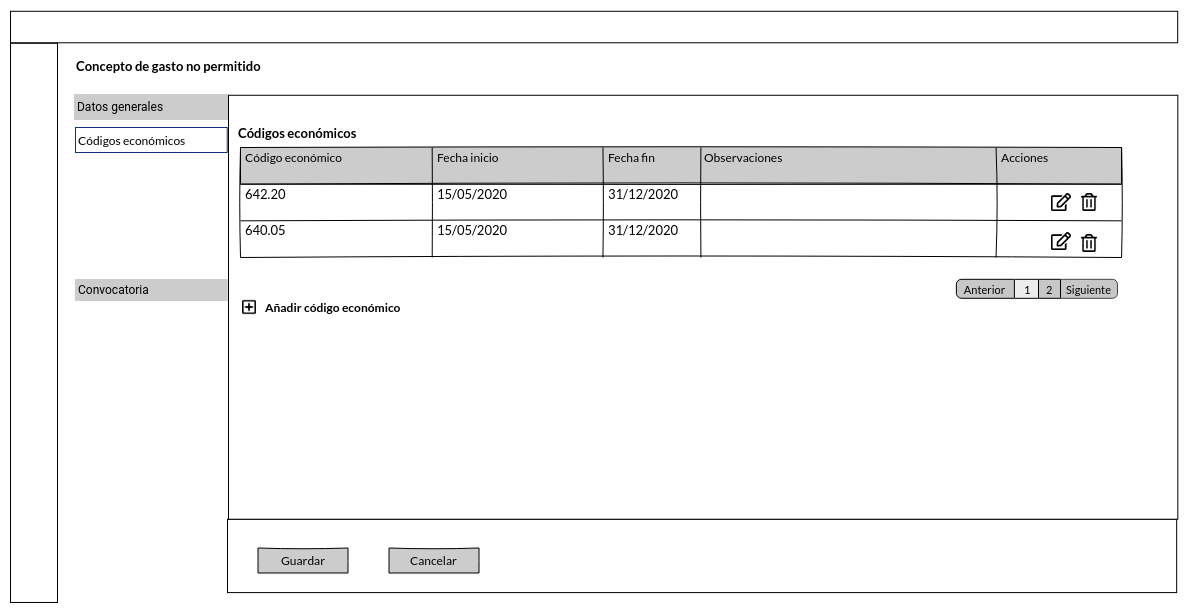 Concepto de gasto no permitido
Datos generales
Códigos económicos
Códigos económicos
Código económico Fecha inicio Fecha fin Observaciones Acciones
642.20 15/05/2020 31/12/2020
640.05 15/05/2020 31/12/2020
Convocatoria
Anterior 1 2 Siguiente
Añadir código económico
Guardar Cancelar